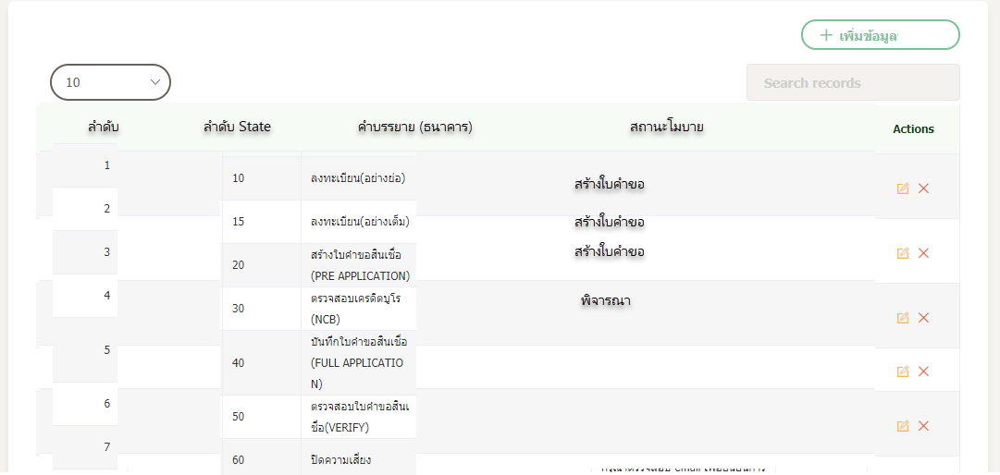 เพิ่มข้อมูล
10
Search records
ลำดับ ลำดับ State คำบรรยาย (ธนาคาร) สถานะโมบาย Actions
1 10 ลงทะเบียน(อย่างย่อ) สร้างใบคำขอ
2 15 ลงทะเบียน(อย่างเต็ม) สร้างใบคำขอ
3 20 สร้างใบคำขอสินเชื่อ สร้างใบคำขอ
(PRE APPLICATION)
4 30 ตรวจสอบเครดิตบูโร พิจารณา
(NCB)
5 40 บันทึกใบคำขอสินเชื่อ
(FULL APPLICATIO
N)
6 50 ตรวจสอบใบคำขอสินเ
ชื่อ(VERIFY)
7 60 ปิดความเสี่ยง